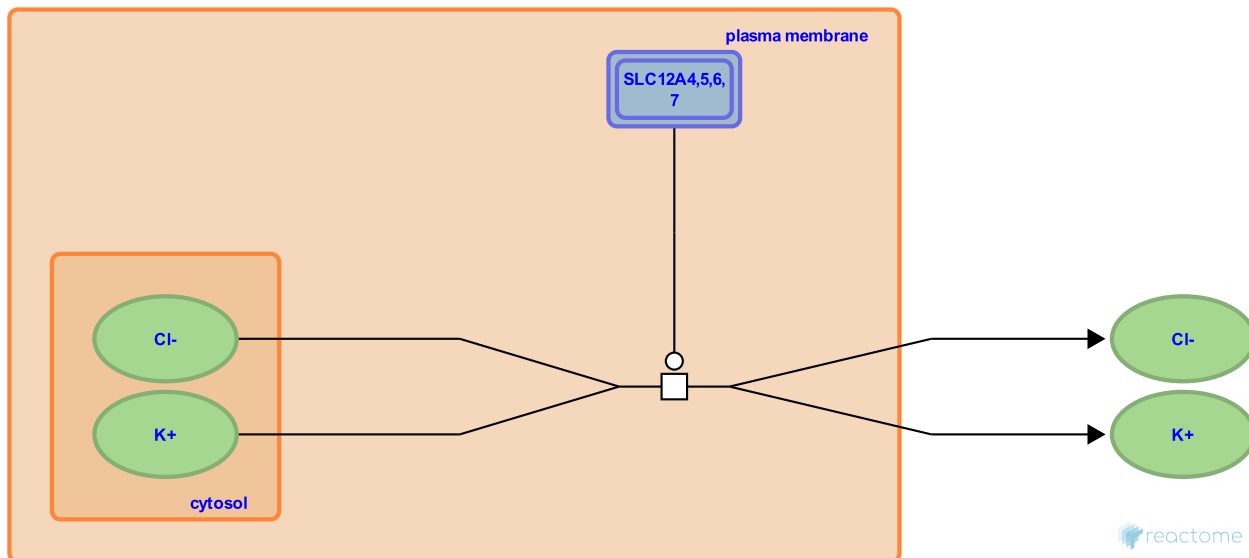 plasma membrane
SLC12A4,5,6,
7
Cl-
Cl-
K+
K+
cytosol
reactome